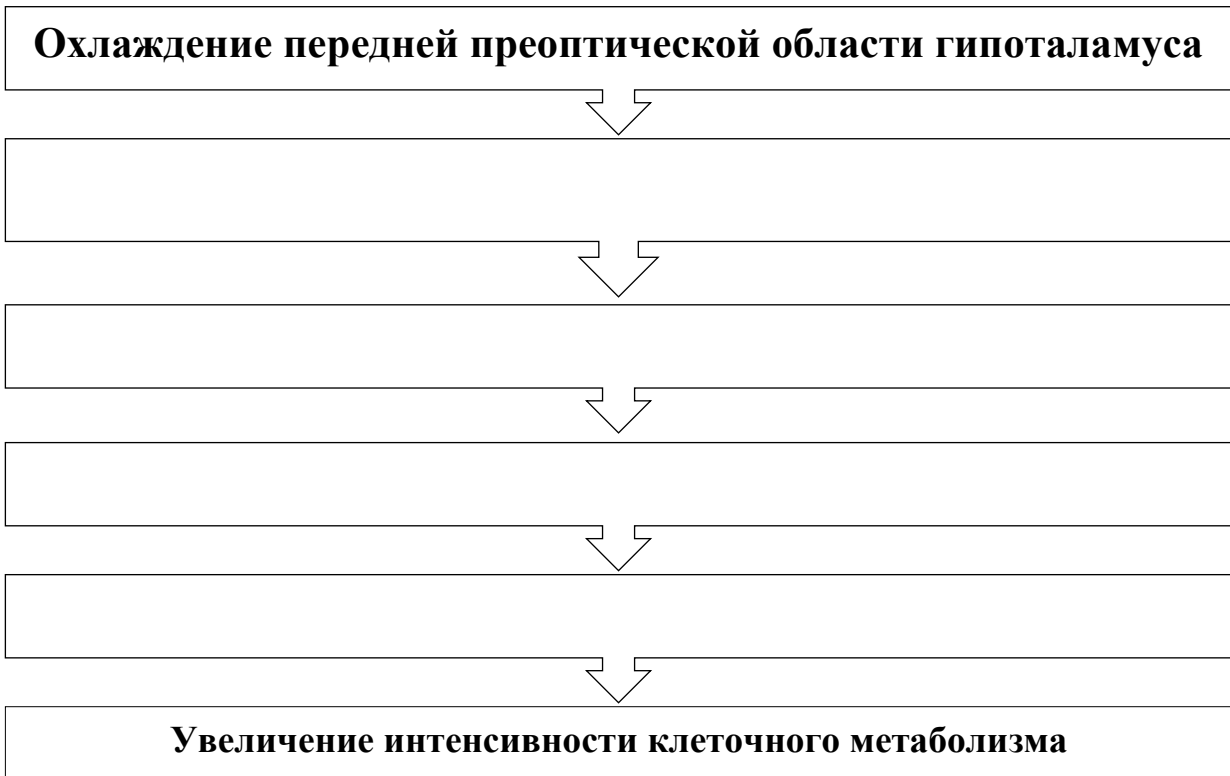 Охлаждение передней преоптической области гипоталамуса
Увеличение интенсивности клеточного метаболизма